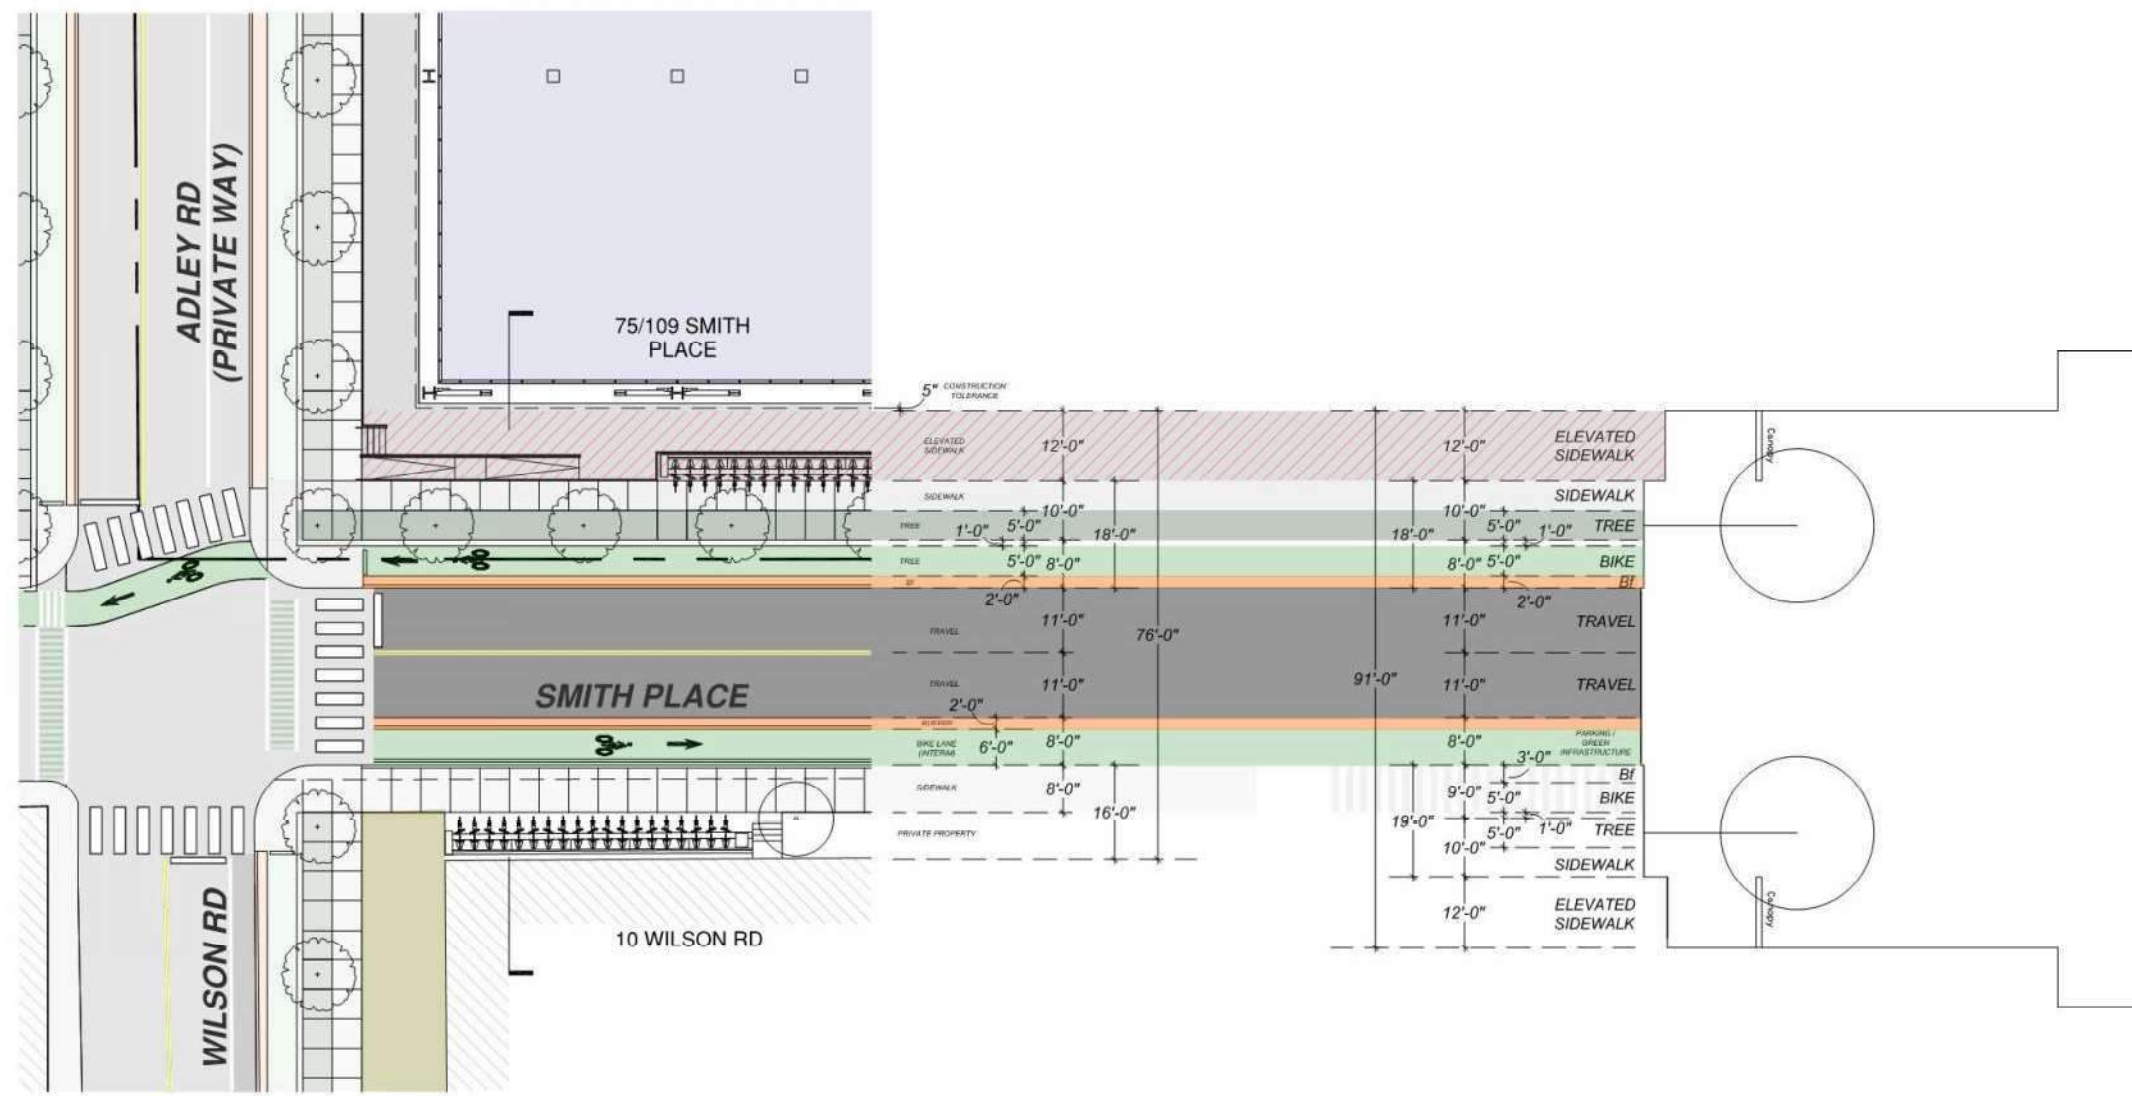 ADLEY RD
(PRIVATE WAY)
75/109 SMITH
PLACE
SMITH PLACE
WILSON RD
10 WILSON RD
5" CONSTRUCTION
TOLERANCE
ELEVATED
SIDEWALK
12'-0"
SIDEWALK
10'-0"
TREE
1'-0"
5'-0"
18'-0"
TREE
5'-0"
8'-0"
2'-0"
TRAVEL
11'-0"
76'-0"
TRAVEL
11'-0"
2'-0"
BUFFER
BIKE LANE
(INTERIM)
6'-0"
8'-0"
SIDEWALK
8'-0"
16'-0"
PRIVATE PROPERTY
91'-0"
12'-0"
ELEVATED
SIDEWALK
SIDEWALK
10'-0"
18'-0"
5'-0"
1'-0"
TREE
8'-0"
5'-0"
BIKE
Bf
2'-0"
11'-0"
TRAVEL
11'-0"
TRAVEL
8'-0"
PARKING /
GREEN
INFRASTRUCTURE
3'-0"
Bf
9'-0"
5'-0"
BIKE
19'-0"
5'-0"
1'-0"
TREE
10'-0"
SIDEWALK
12'-0"
ELEVATED
SIDEWALK
Canopy
Canopy